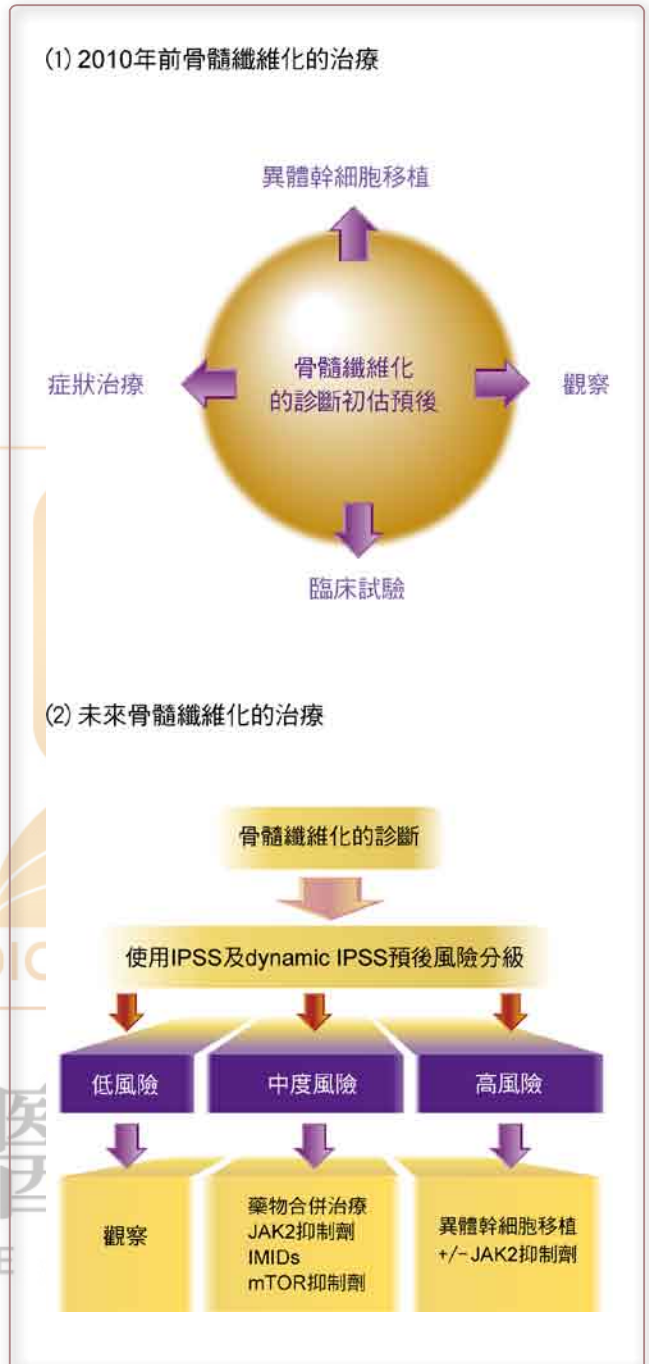 (1) 2010年前骨髓纖維化的治療
異體幹細胞移植
症狀治療
骨髓纖維化
的診斷初估預後
觀察
臨床試驗
(2) 未來骨髓纖維化的治療
骨髓纖維化的診斷
使用IPSS及dynamic IPSS預後風險分級
低風險
中度風險
高風險
觀察
藥物合併治療
JAK2抑制劑
IMIDs
mTOR抑制劑
異體幹細胞移植
+/- JAK2抑制劑